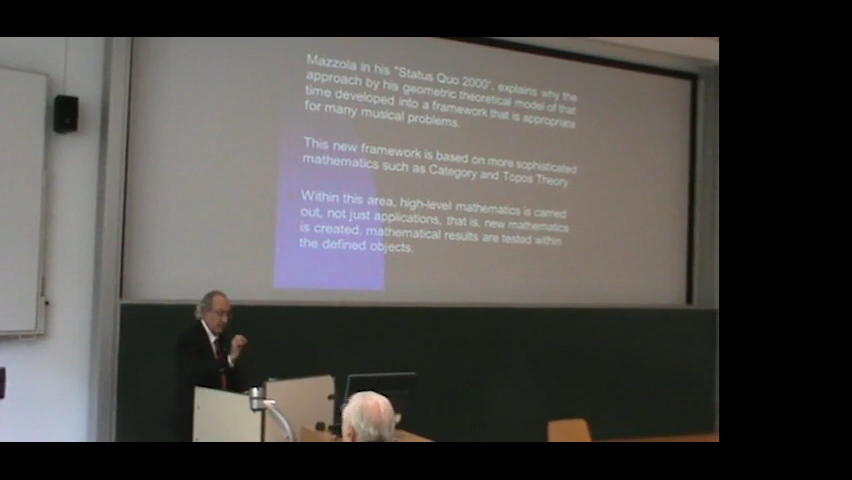 Mazzola in his "Status Quo 2000", explains why the
approach by his geometric theoretical model of that
time developed into a framework that is appropriate
for many musical problems.
This new framework is based on more sophisticated
mathematics such as Category and Topos Theory
Within this area, high-level mathematics is carried
out, not just applications, that is, new mathematics
is created, mathematical results are tested within
the defined objects.